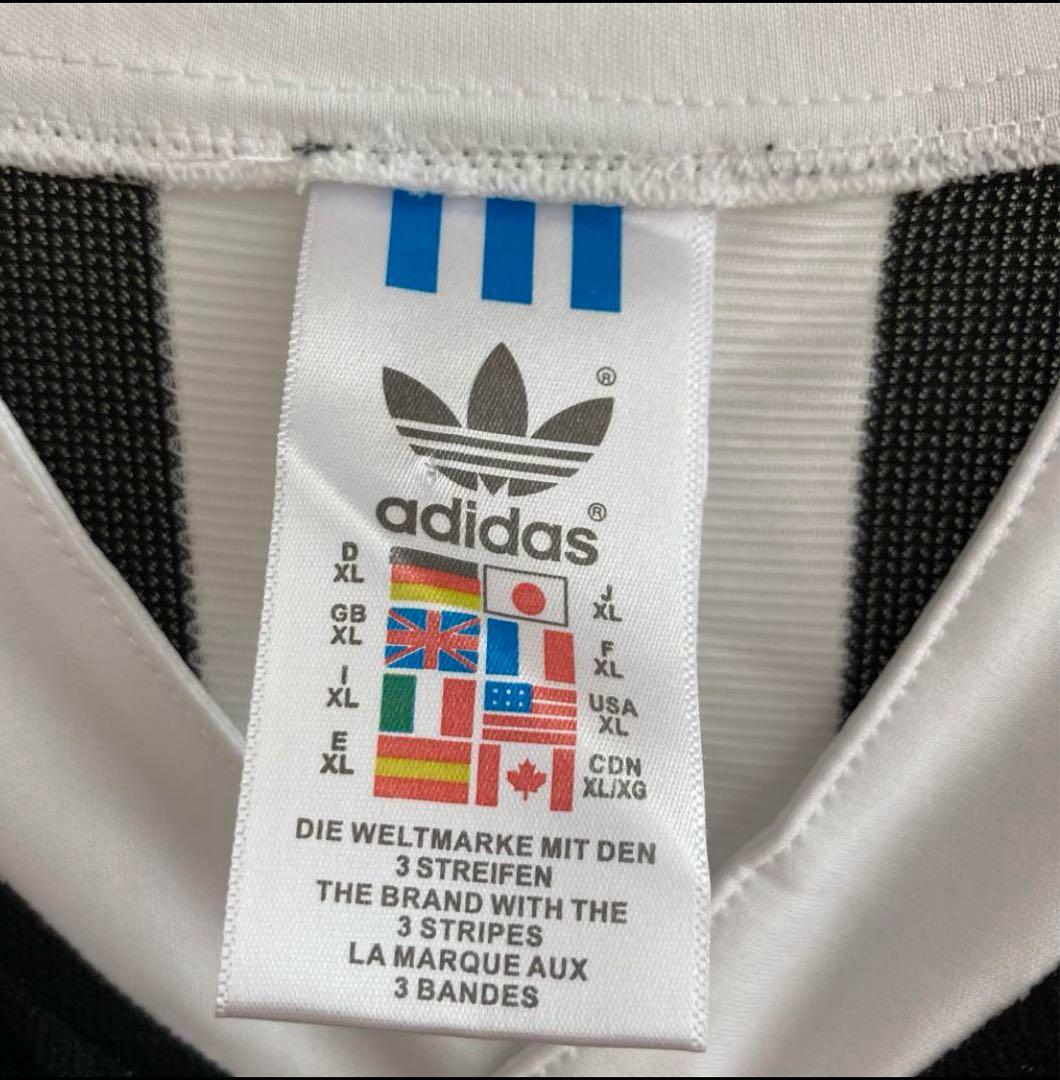 ®
adidas®
D
XL
J
XL
GB
XL
F
XL
I
XL
USA
XL
E
XL
CDN
XL/XG
DIE WELTMARKE MIT DEN
3 STREIFEN
THE BRAND WITH THE
3 STRIPES
LA MARQUE AUX
3 BANDES